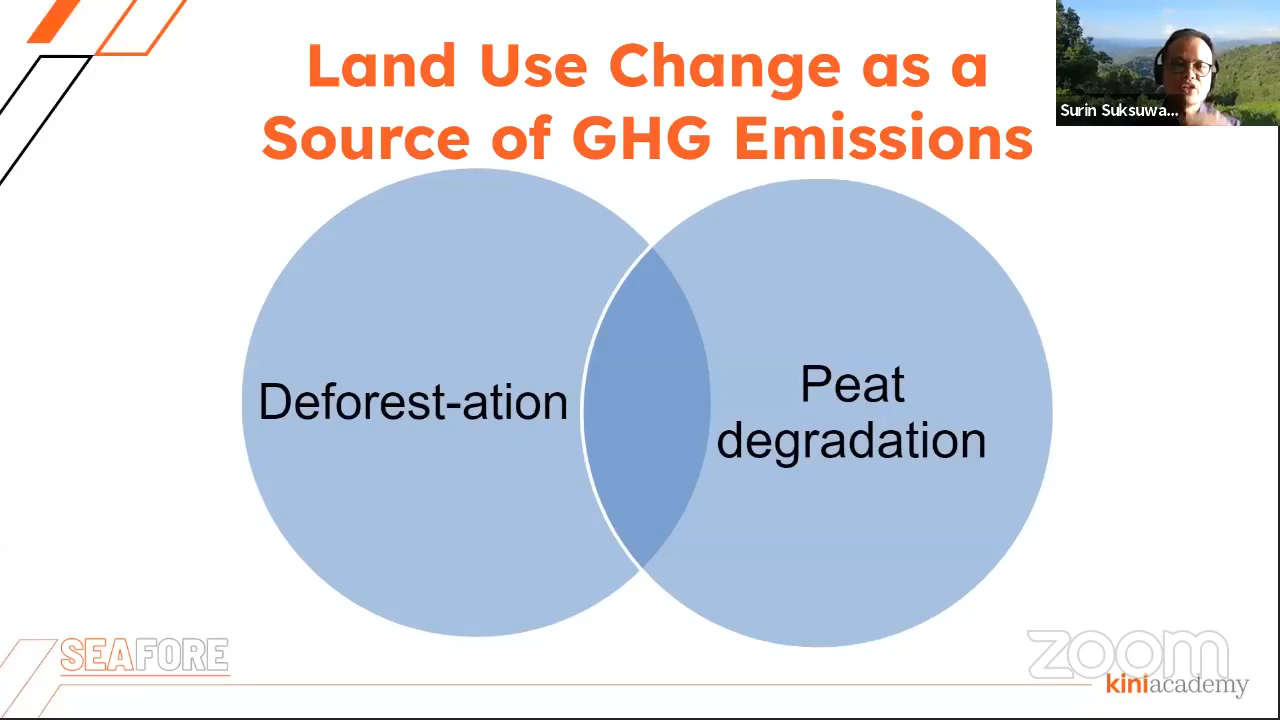 Land Use Change as a
Source of GHG Emissions
Surin Suksuwa...
Deforest-ation
Peat
degradation
SEAFORE
zoom
kiniacademy